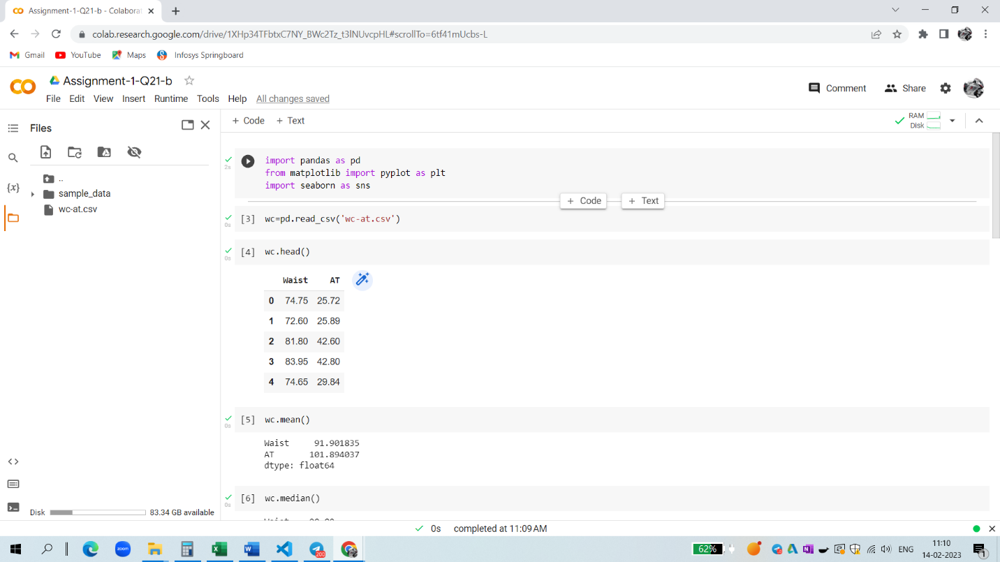 Assignment-1-Q21-b - Colaborat
colab.research.google.com/drive/1XHp34TFbtxC7NY_BWc2Tz_t3lNUvcpHL#scrollTo=6tf41mUcbs-L
Gmail YouTube Maps Infosys Springboard
Assignment-1-Q21-b
File Edit View Insert Runtime Tools Help All changes saved
Comment Share
Files
+ Code + Text
RAM
Disk
..
sample_data
wc-at.csv
{x}
2s
import pandas as pd
from matplotlib import pyplot as plt
import seaborn as sns
+ Code + Text
0s
[3] wc=pd.read_csv('wc-at.csv')
0s
[4] wc.head()
Waist AT
0 74.75 25.72
1 72.60 25.89
2 81.80 42.60
3 83.95 42.80
4 74.65 29.84
0s
[5] wc.mean()
Waist 91.901835
AT 101.894037
dtype: float64
0s
[6] wc.median()
Disk 83.34 GB available
0s completed at 11:09 AM
zoom
200
62%
ENG
11:10
14-02-2023
1